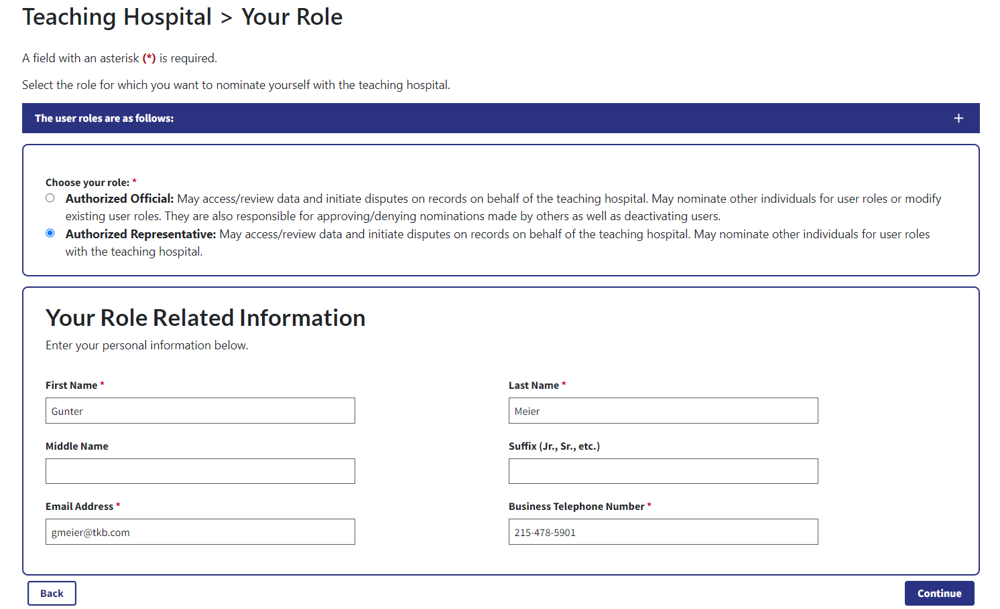 Teaching Hospital > Your Role
A field with an asterisk (*) is required.
Select the role for which you want to nominate yourself with the teaching hospital.
The user roles are as follows:
+
Choose your role: *
Authorized Official: May access/review data and initiate disputes on records on behalf of the teaching hospital. May nominate other individuals for user roles or modify
existing user roles. They are also responsible for approving/denying nominations made by others as well as deactivating users.
Authorized Representative: May access/review data and initiate disputes on records on behalf of the teaching hospital. May nominate other individuals for user roles
with the teaching hospital.
Your Role Related Information
Enter your personal information below.
First Name *
Last Name *
Gunter
Meier
Middle Name
Suffix (Jr., Sr., etc.)
Email Address *
Business Telephone Number *
gmeier@tkb.com
215-478-5901
Back
Continue